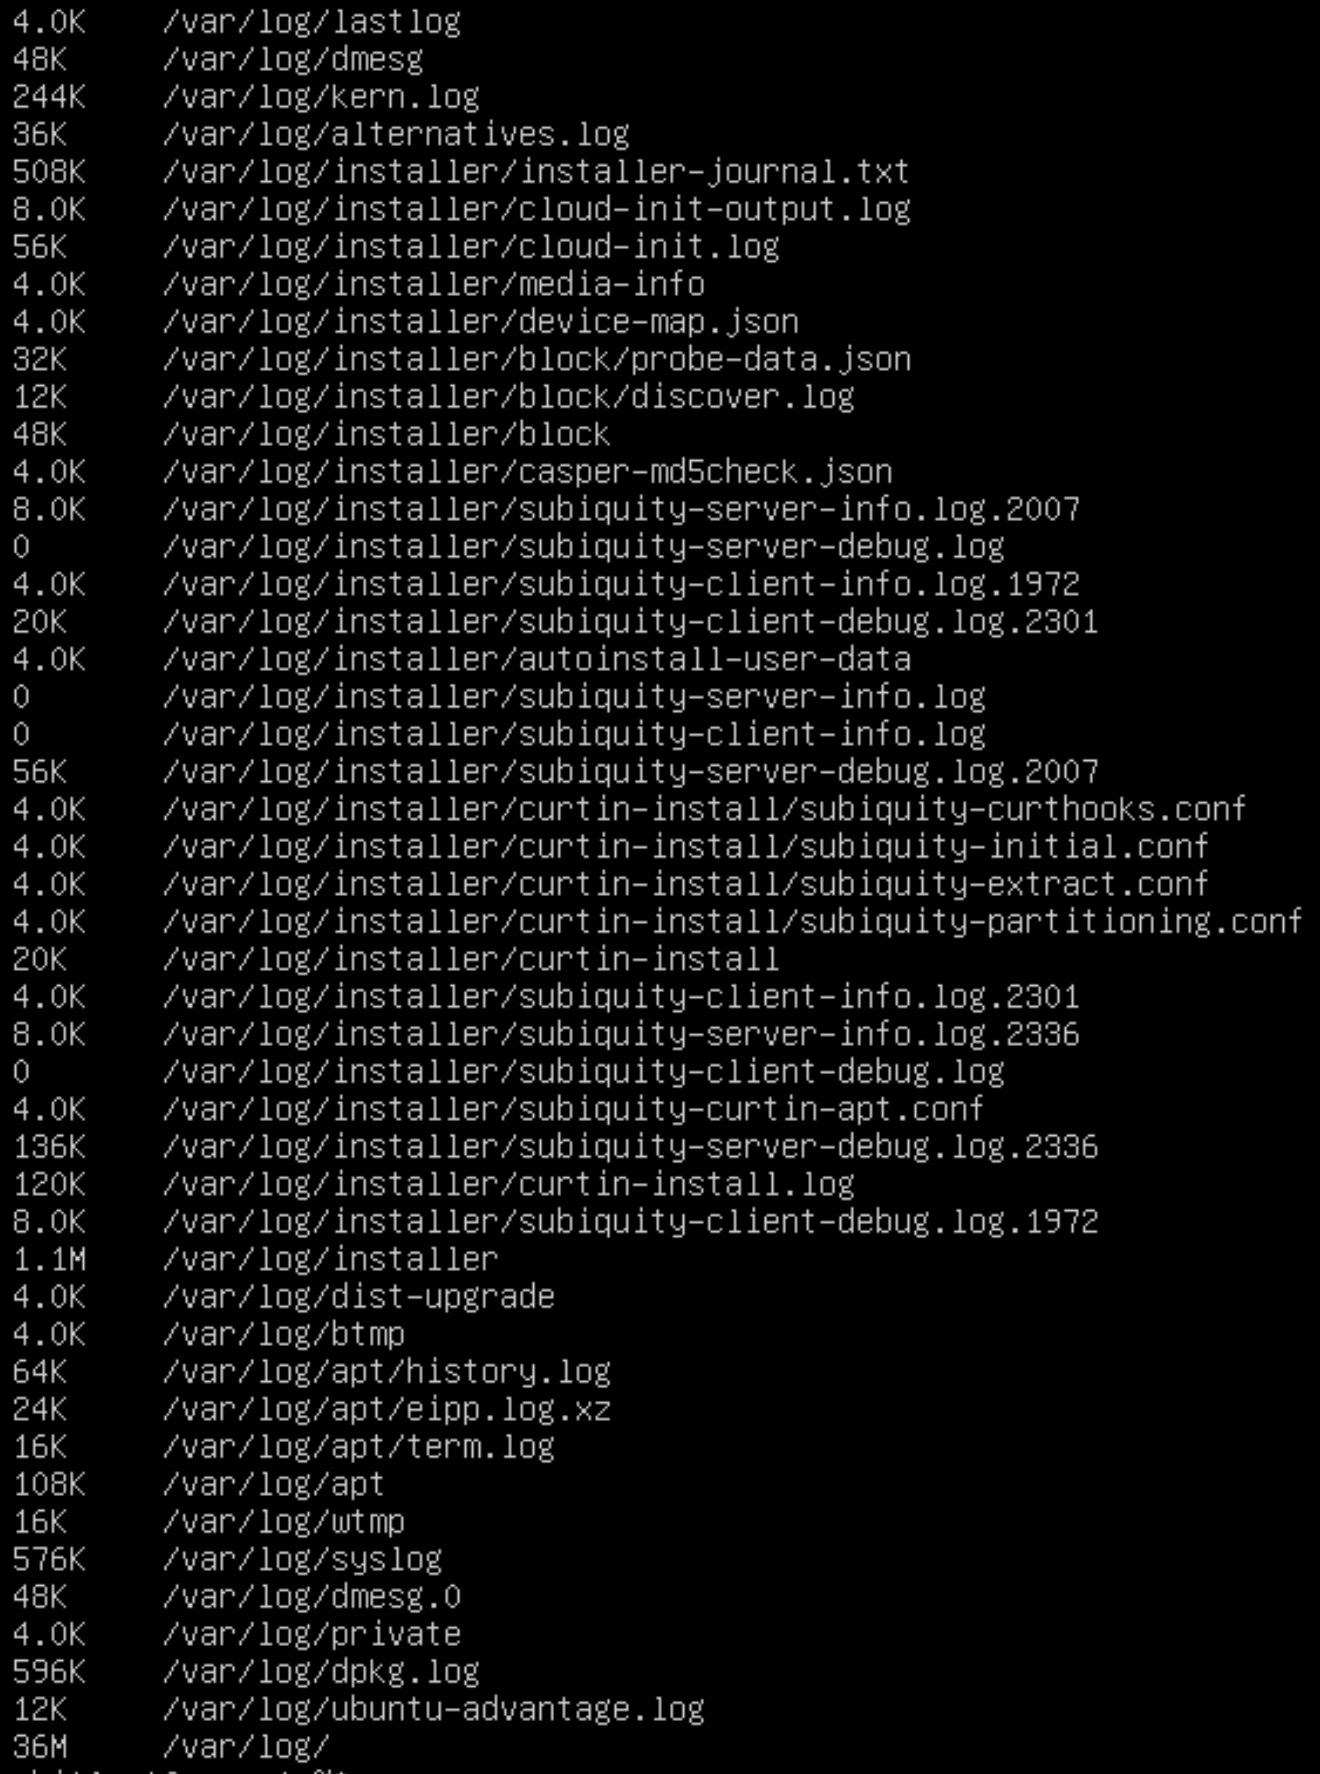 4.0K /var/log/lastlog
48K /var/log/dmesg
244K /var/log/kern.log
36K /var/log/alternatives.log
508K /var/log/installer/installer-journal.txt
8.0K /var/log/installer/cloud-init-output.log
56K /var/log/installer/cloud-init.log
4.0K /var/log/installer/media-info
4.0K /var/log/installer/device-map.json
32K /var/log/installer/block/probe-data.json
12K /var/log/installer/block/discover.log
48K /var/log/installer/block
4.0K /var/log/installer/casper-md5check.json
8.0K /var/log/installer/subiquity-server-info.log.2007
0 /var/log/installer/subiquity-server-debug.log
4.0K /var/log/installer/subiquity-client-info.log.1972
20K /var/log/installer/subiquity-client-debug.log.2301
4.0K /var/log/installer/autoinstall-user-data
0 /var/log/installer/subiquity-server-info.log
0 /var/log/installer/subiquity-client-info.log
56K /var/log/installer/subiquity-server-debug.log.2007
4.0K /var/log/installer/curtin-install/subiquity-curthooks.conf
4.0K /var/log/installer/curtin-install/subiquity-initial.conf
4.0K /var/log/installer/curtin-install/subiquity-extract.conf
4.0K /var/log/installer/curtin-install/subiquity-partitioning.conf
20K /var/log/installer/curtin-install
4.0K /var/log/installer/subiquity-client-info.log.2301
8.0K /var/log/installer/subiquity-server-info.log.2336
0 /var/log/installer/subiquity-client-debug.log
4.0K /var/log/installer/subiquity-curtin-apt.conf
136K /var/log/installer/subiquity-server-debug.log.2336
120K /var/log/installer/curtin-install.log
8.0K /var/log/installer/subiquity-client-debug.log.1972
1.1M /var/log/installer
4.0K /var/log/dist-upgrade
4.0K /var/log/btmp
64K /var/log/apt/history.log
24K /var/log/apt/eipp.log.xz
16K /var/log/apt/term.log
108K /var/log/apt
16K /var/log/wtmp
576K /var/log/syslog
48K /var/log/dmesg.0
4.0K /var/log/private
596K /var/log/dpkg.log
12K /var/log/ubuntu-advantage.log
36M /var/log/